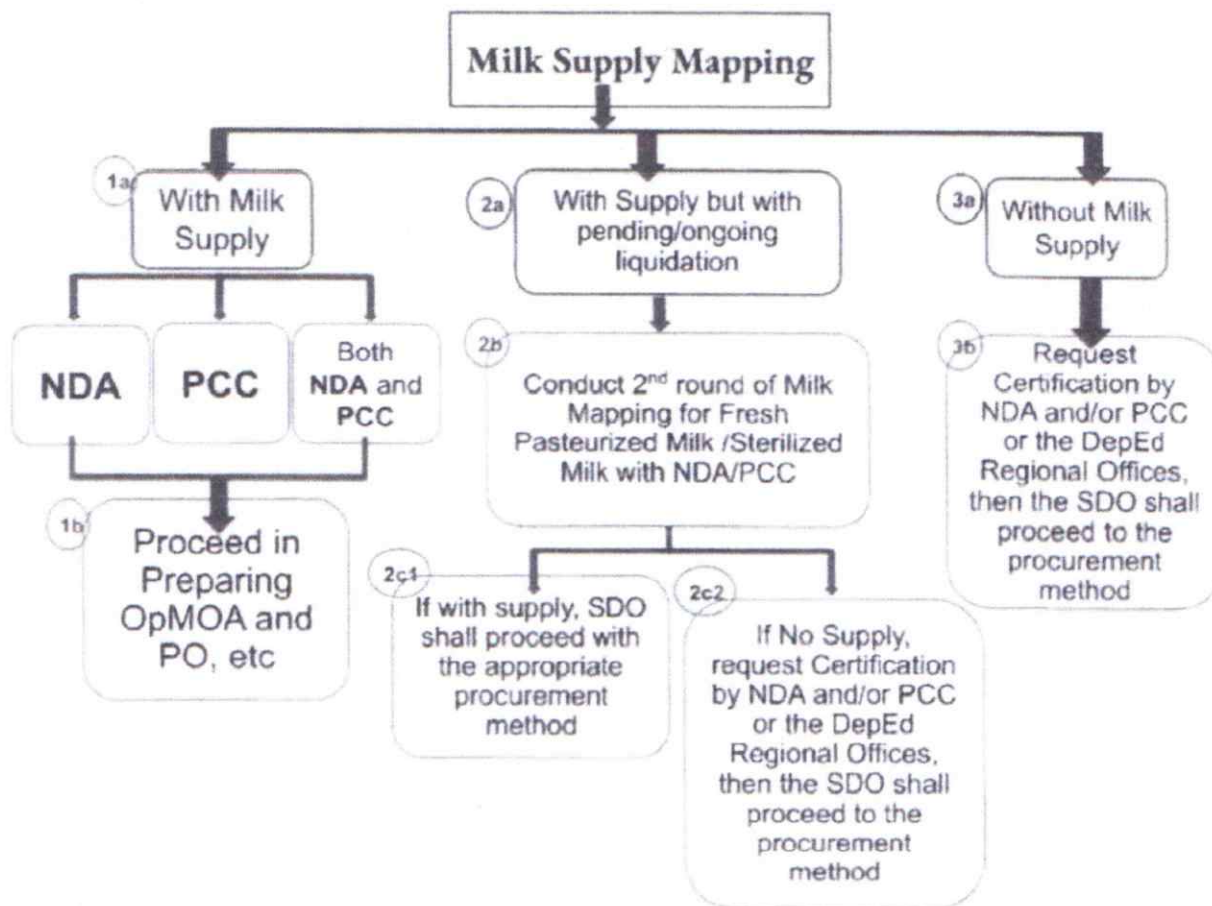 Milk Supply Mapping
1a
With Milk
Supply
NDA
PCC
Both
NDA and
PCC
1b
Proceed in
Preparing
OpMOA and
PO, etc
2a
With Supply but with
pending/ongoing
liquidation
2b
Conduct 2nd round of Milk
Mapping for Fresh
Pasteurized Milk /Sterilized
Milk with NDA/PCC
2c1
If with supply, SDO
shall proceed with
the appropriate
procurement
method
2c2
If No Supply,
request Certification
by NDA and/or PCC
or the DepEd
Regional Offices,
then the SDO shall
proceed to the
procurement
method
3a
Without Milk
Supply
3b
Request
Certification by
NDA and/or PCC
or the DepEd
Regional Offices,
then the SDO shall
proceed to the
procurement
method